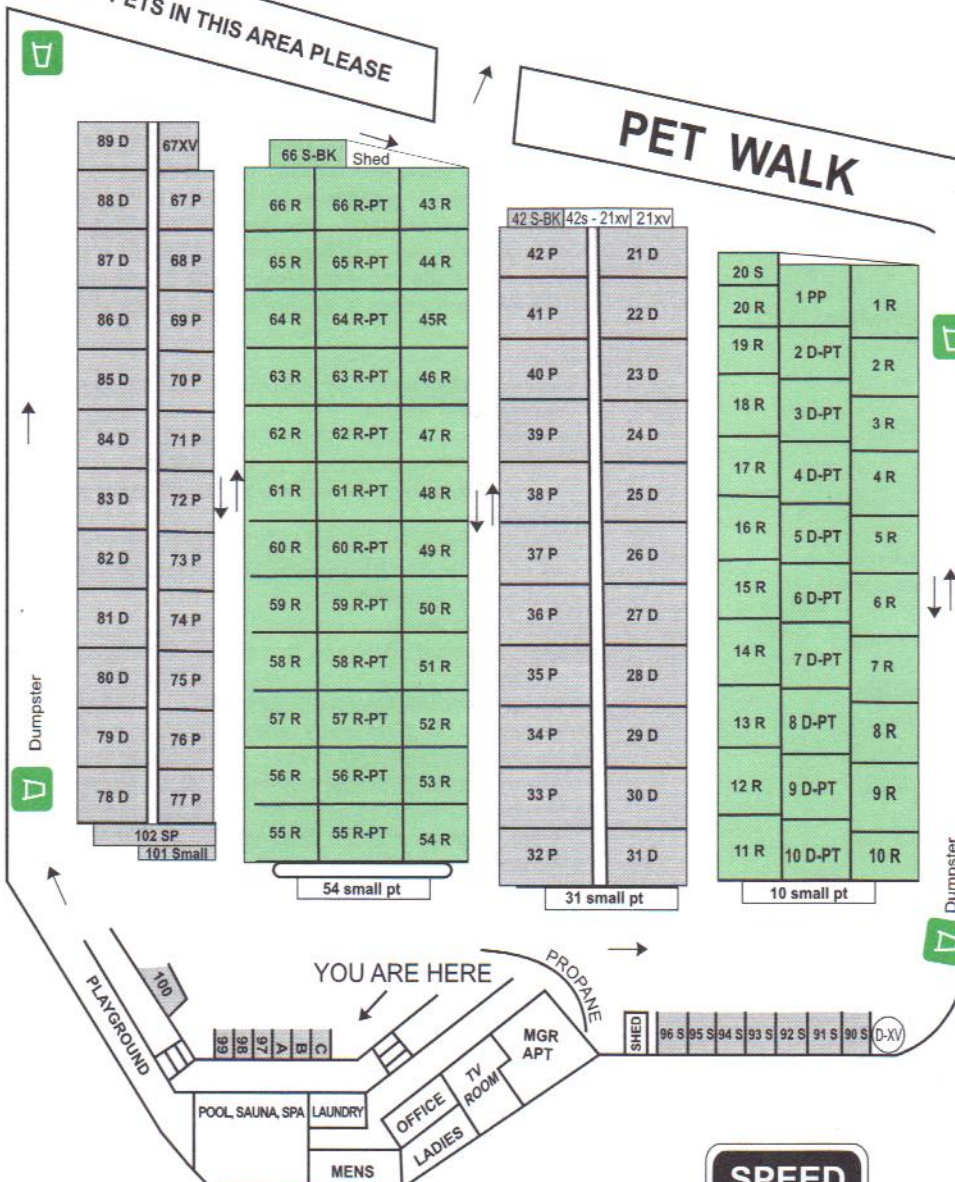 PETS IN THIS AREA PLEASE
PET WALK
89 D
67XV
88 D
67 P
87 D
68 P
86 D
69 P
85 D
70 P
84 D
71 P
83 D
72 P
82 D
73 P
81 D
74 P
80 D
75 P
79 D
76 P
78 D
77 P
102 SP
101 Small
66 S-BK
Shed
66 R
66 R-PT
43 R
65 R
65 R-PT
44 R
64 R
64 R-PT
45R
63 R
63 R-PT
46 R
62 R
62 R-PT
47 R
61 R
61 R-PT
48 R
60 R
60 R-PT
49 R
59 R
59 R-PT
50 R
58 R
58 R-PT
51 R
57 R
57 R-PT
52 R
56 R
56 R-PT
53 R
55 R
55 R-PT
54 R
54 small pt
42 S-BK
42s - 21xv
21xv
42 P
21 D
41 P
22 D
40 P
23 D
39 P
24 D
38 P
25 D
37 P
26 D
36 P
27 D
35 P
28 D
34 P
29 D
33 P
30 D
32 P
31 D
31 small pt
20 S
20 R
1 PP
1 R
19 R
2 D-PT
2 R
18 R
3 D-PT
3 R
17 R
4 D-PT
4 R
16 R
5 D-PT
5 R
15 R
6 D-PT
6 R
14 R
7 D-PT
7 R
13 R
8 D-PT
8 R
12 R
9 D-PT
9 R
11 R
10 D-PT
10 R
10 small pt
Dumpster
Dumpster
YOU ARE HERE
PROPANE
PLAYGROUND
100
99
98
97
A
B
C
POOL, SAUNA, SPA
LAUNDRY
MENS
OFFICE
LADIES
TV
ROOM
MGR
APT
SHED
96 S
95 S
94 S
93 S
92 S
91 S
90 S
D-XV
SPEED